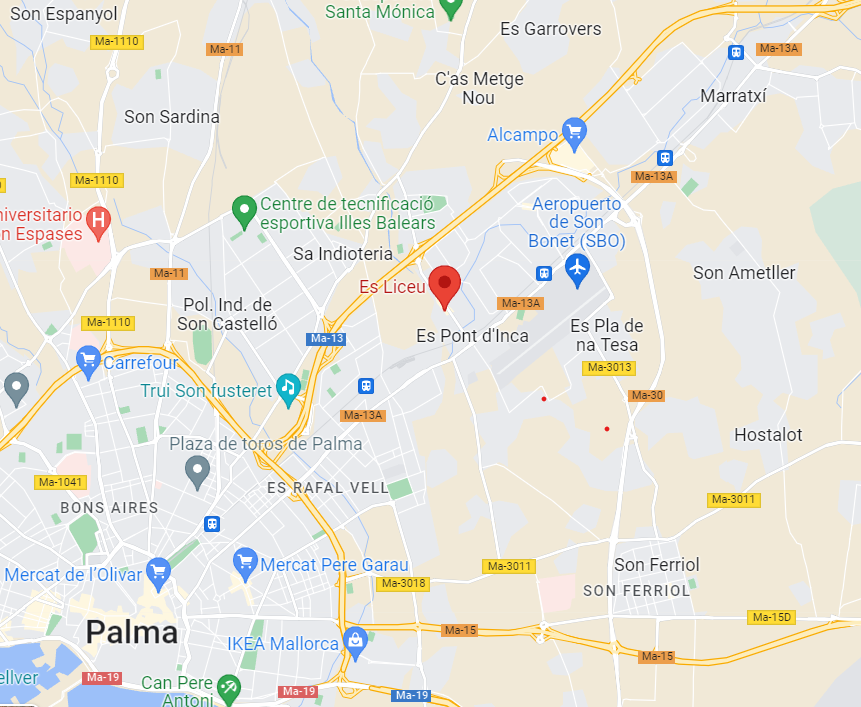 Son Espanyol
Santa Mónica
Es Garrovers
Ma-1110
Ma-11
Ma-13A
C'as Metge
Nou
Marratxí
Son Sardina
Alcampo
Ma-1110
Ma-13A
niversitario
n Espases
H
Centre de tecnificació
esportiva Illes Balears
Aeropuerto
de Son
Bonet (SBO)
Sa Indioteria
Ma-11
Son Ametller
Es Liceu
Ma-13A
Pol. Ind. de
Son Castelló
Ma-1110
Es Pont d'Inca
Es Pla de
na Tesa
Ma-13
Carrefour
Ma-3013
Trui Son fusteret
Ma-30
Ma-13A
Plaza de toros de Palma
Hostalot
Ma-1041
ES RAFAL VELL
BONS AIRES
Ma-3011
Mercat de l'Olivar
Mercat Pere Garau
Ma-3011
Son Ferriol
Ma-3018
SON FERRIOL
Palma
Ma-15D
IKEA Mallorca
Ma-15
Ma-15
ellver
Ma-19
Can Pere
Antoni
Ma-19
Ma-19